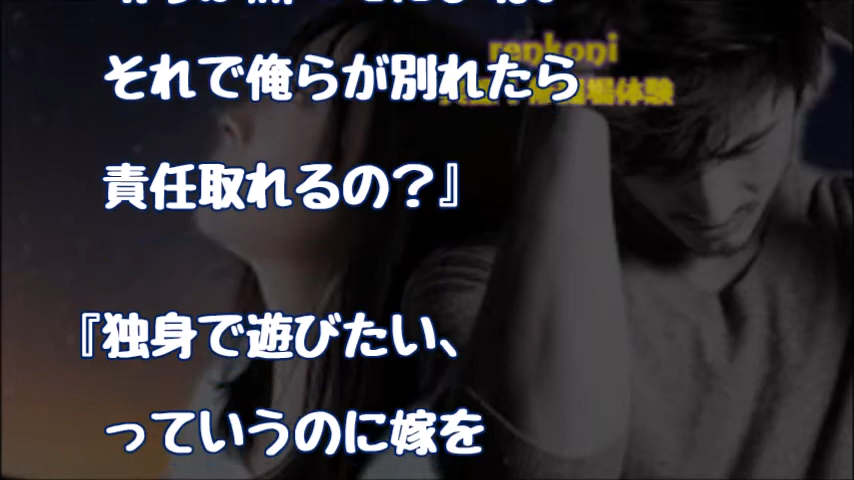 renkoni
それで俺らが別れたら
責任取れるの？』
『独身で遊びたい、
っていうのに嫁を